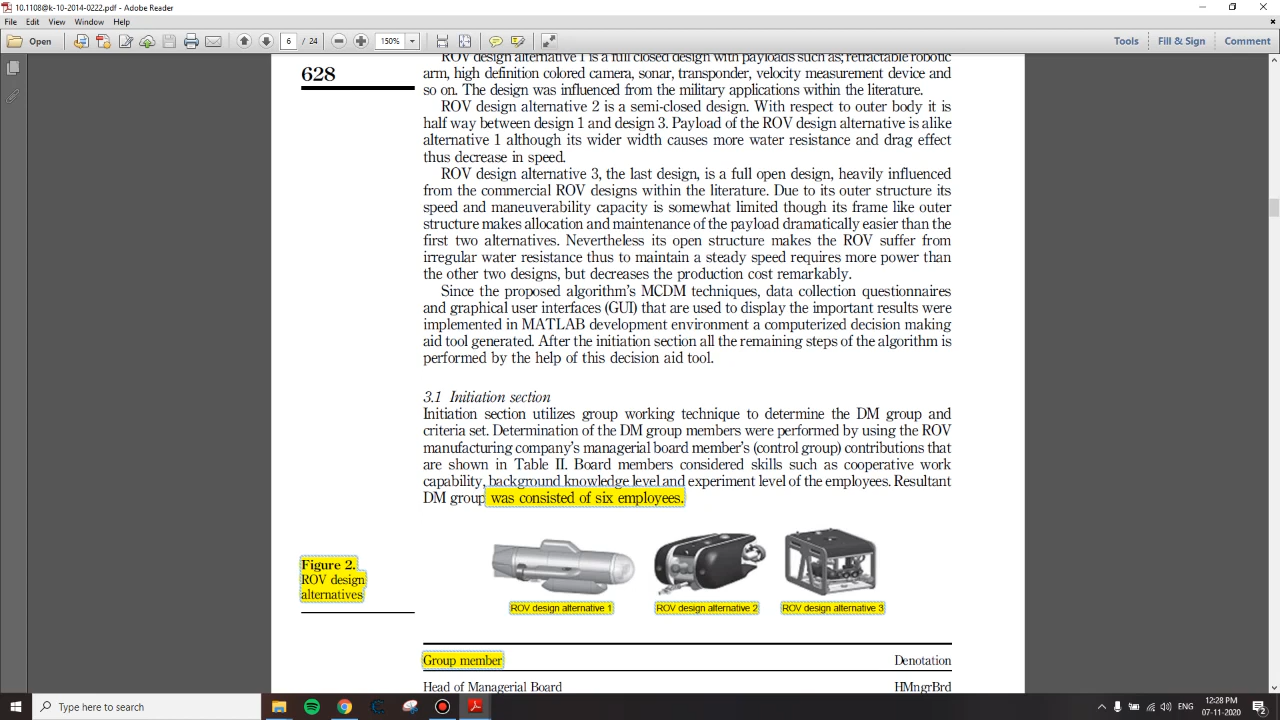 10.1108@k-10-2014-0222.pdf - Adobe Reader
File Edit View Window Help
Open 6 / 24 150% Tools Fill & Sign Comment
628
ROV design alternative 1 is a full closed design with payloads such as, retractable robotic
arm, high definition colored camera, sonar, transponder, velocity measurement device and
so on. The design was influenced from the military applications within the literature.
ROV design alternative 2 is a semi-closed design. With respect to outer body it is
half way between design 1 and design 3. Payload of the ROV design alternative is alike
alternative 1 although its wider width causes more water resistance and drag effect
thus decrease in speed.
ROV design alternative 3, the last design, is a full open design, heavily influenced
from the commercial ROV designs within the literature. Due to its outer structure its
speed and maneuverability capacity is somewhat limited though its frame like outer
structure makes allocation and maintenance of the payload dramatically easier than the
first two alternatives. Nevertheless its open structure makes the ROV suffer from
irregular water resistance thus to maintain a steady speed requires more power than
the other two designs, but decreases the production cost remarkably.
Since the proposed algorithm's MCDM techniques, data collection questionnaires
and graphical user interfaces (GUI) that are used to display the important results were
implemented in MATLAB development environment a computerized decision making
aid tool generated. After the initiation section all the remaining steps of the algorithm is
performed by the help of this decision aid tool.
3.1 Initiation section
Initiation section utilizes group working technique to determine the DM group and
criteria set. Determination of the DM group members were performed by using the ROV
manufacturing company's managerial board member's (control group) contributions that
are shown in Table II. Board members considered skills such as cooperative work
capability, background knowledge level and experiment level of the employees. Resultant
DM group was consisted of six employees.
Figure 2.
ROV design
alternatives
ROV design alternative 1 ROV design alternative 2 ROV design alternative 3
Group member Denotation
Head of Managerial Board HMngrBrd
Type here to search
ENG
12:28 PM
07-11-2020
2